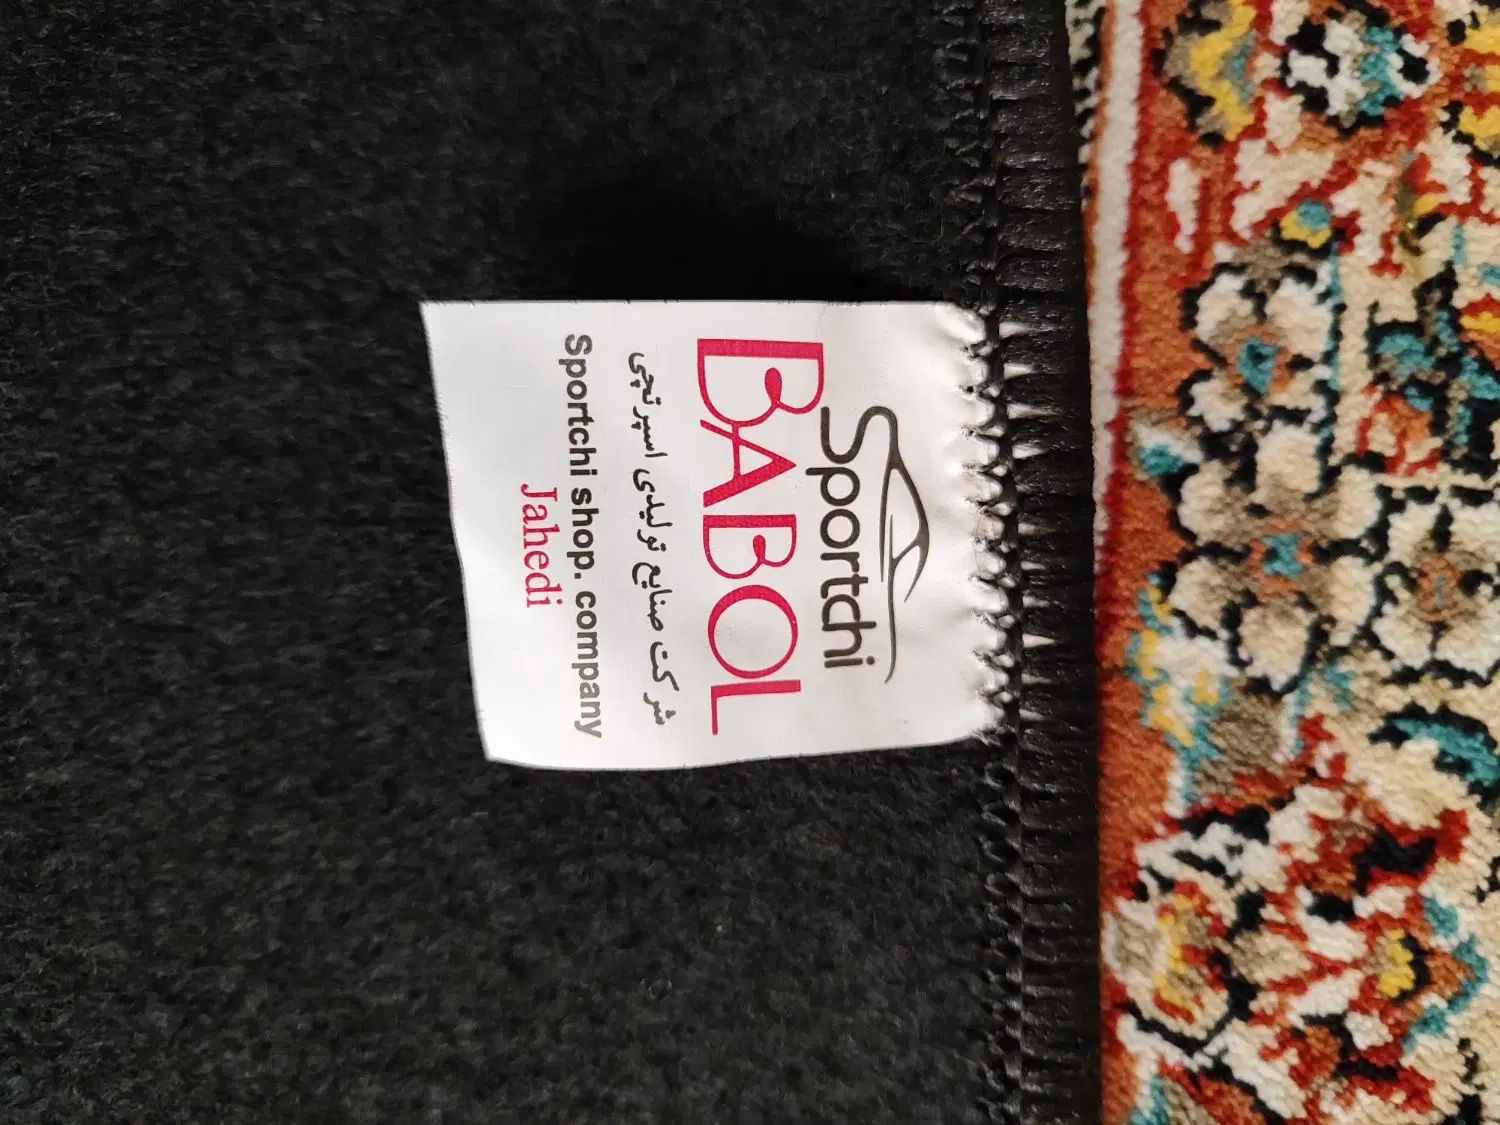 Sportchi
BABOL
شرکت صنایع تولیدی اسپرتچی
Sportchi shop. company
Jahedi